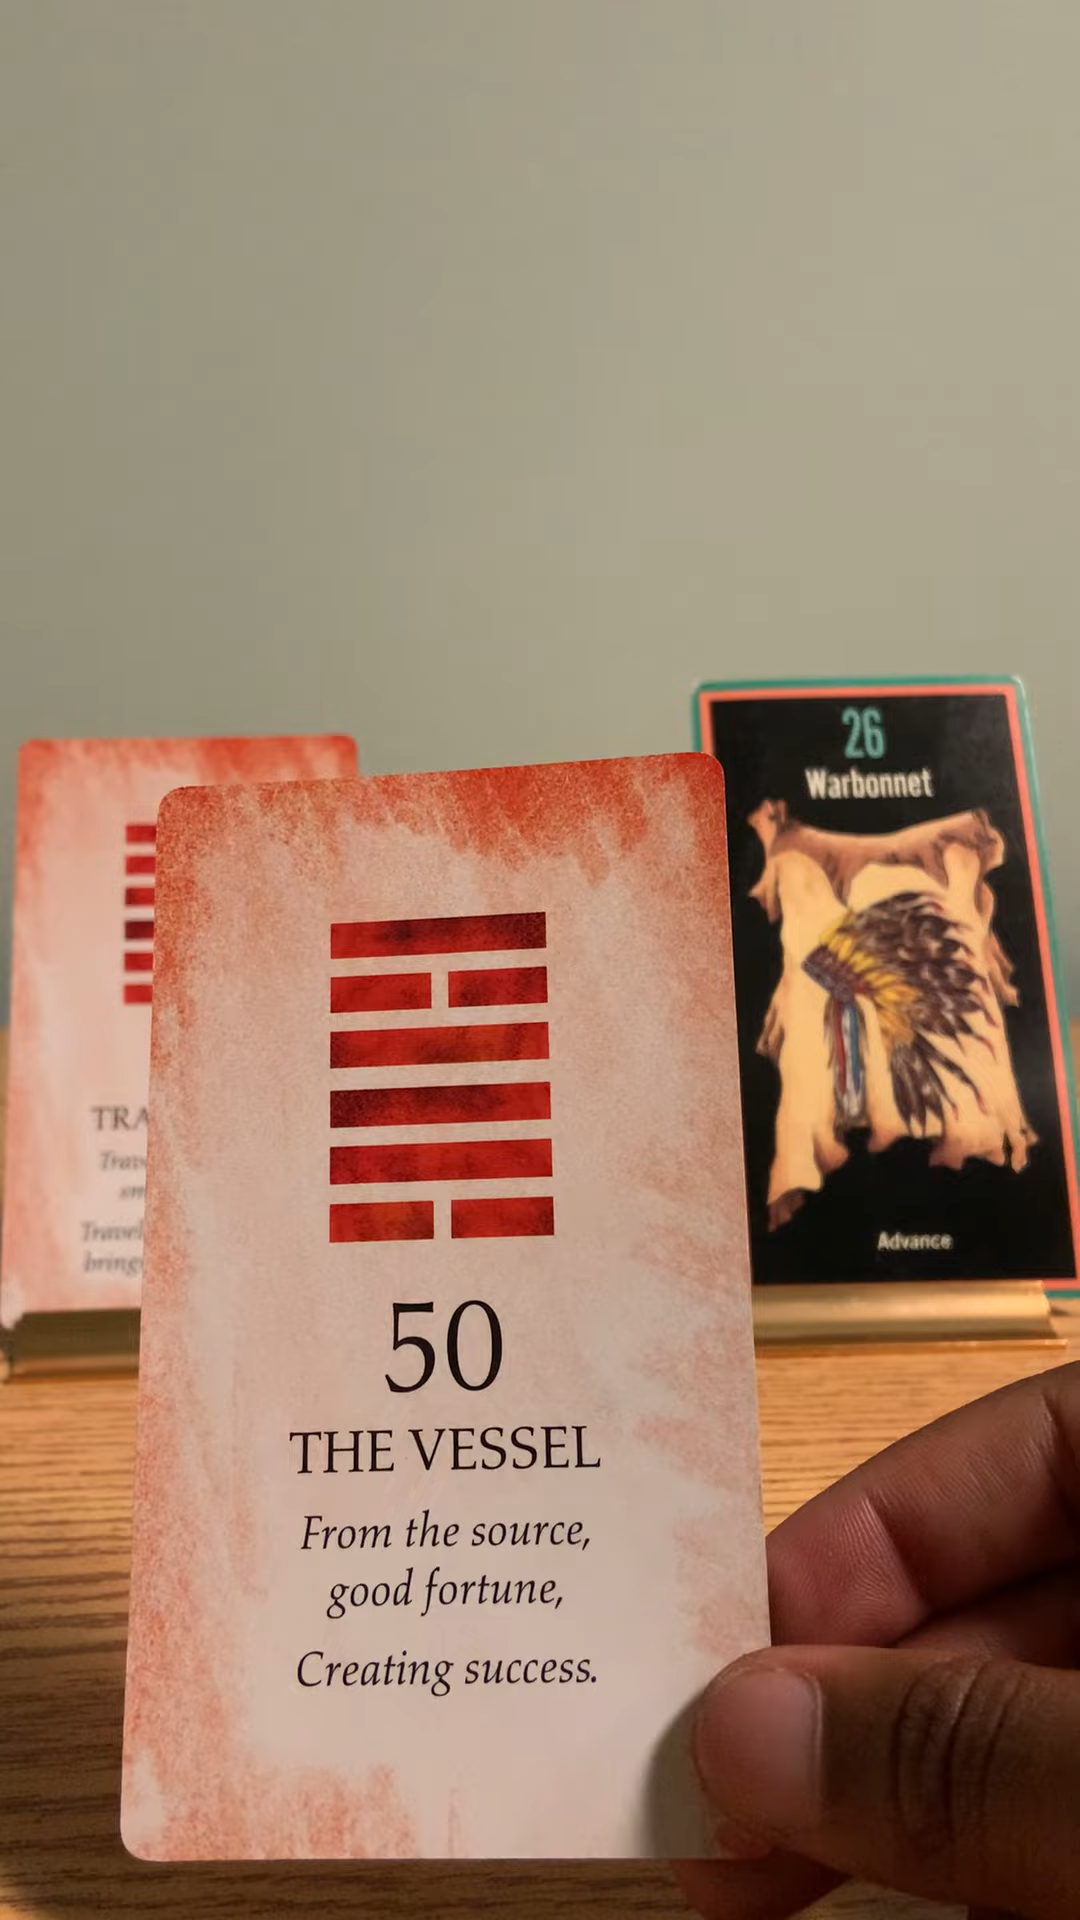 26
Warbonnet
Advance
50
THE VESSEL
From the source,
good fortune,
Creating success.